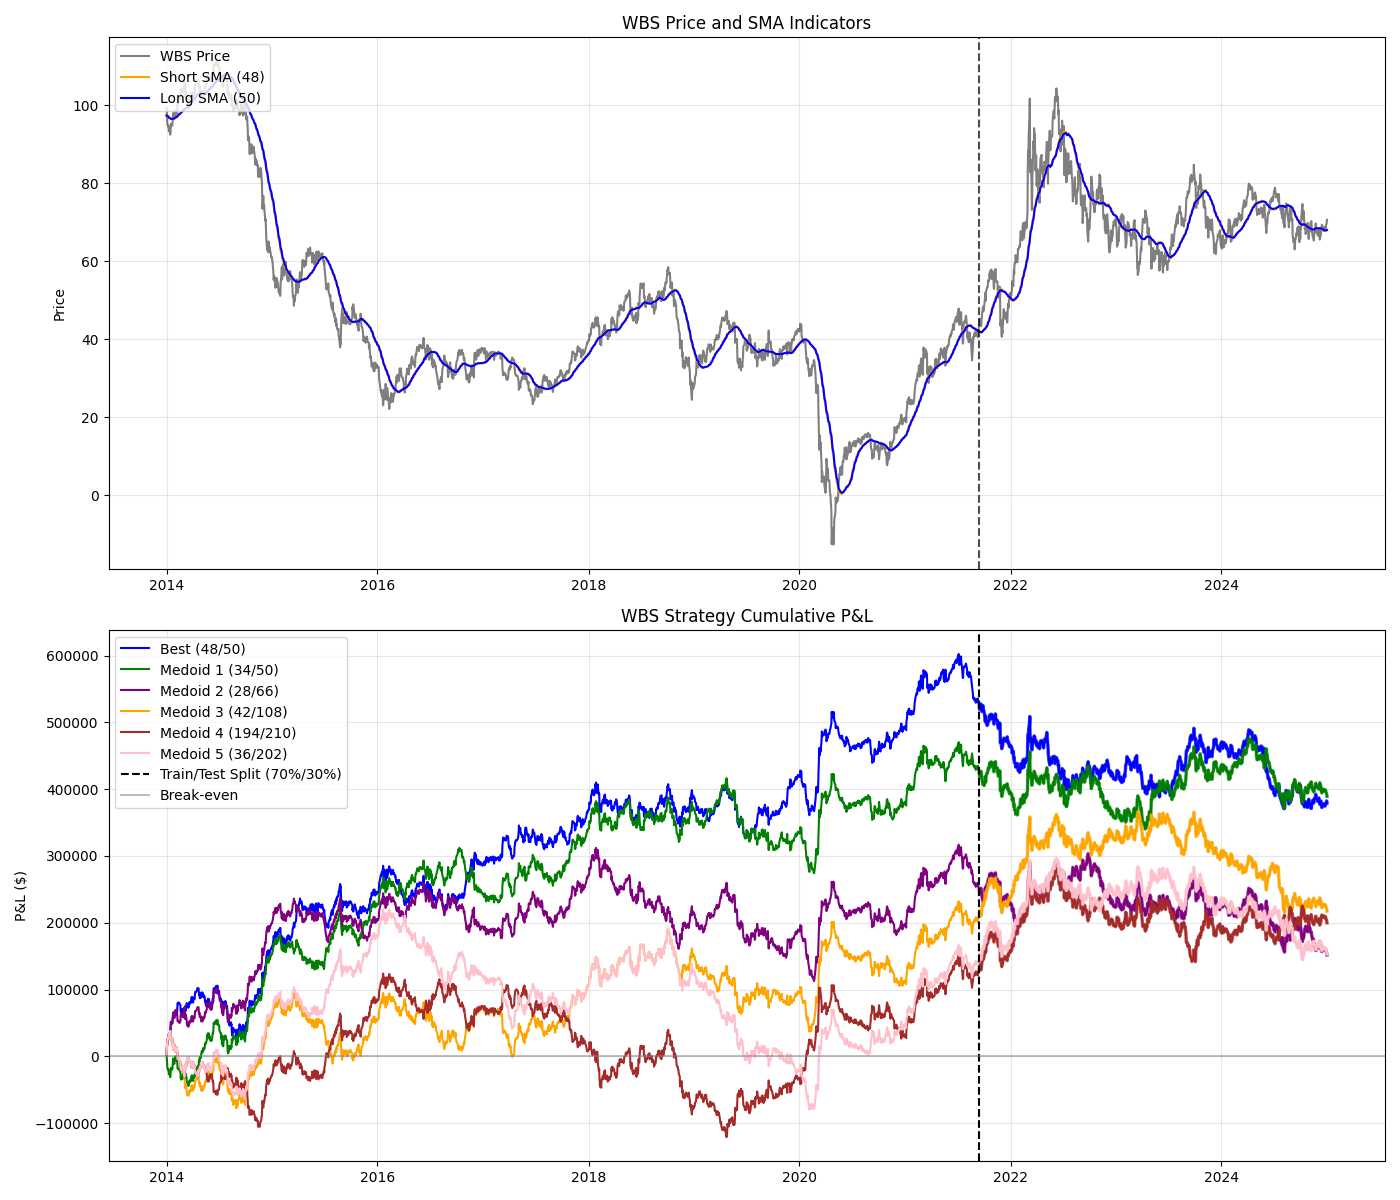 WBS Price and SMA Indicators
WBS Price
Short SMA (48)
Long SMA (50)
Price
100
80
60
40
20
0
2014
2016
2018
2020
2022
2024
WBS Strategy Cumulative P&L
Best (48/50)
Medoid 1 (34/50)
Medoid 2 (28/66)
Medoid 3 (42/108)
Medoid 4 (194/210)
Medoid 5 (36/202)
Train/Test Split (70%/30%)
Break-even
P&L ($)
600000
500000
400000
300000
200000
100000
0
−100000
2014
2016
2018
2020
2022
2024